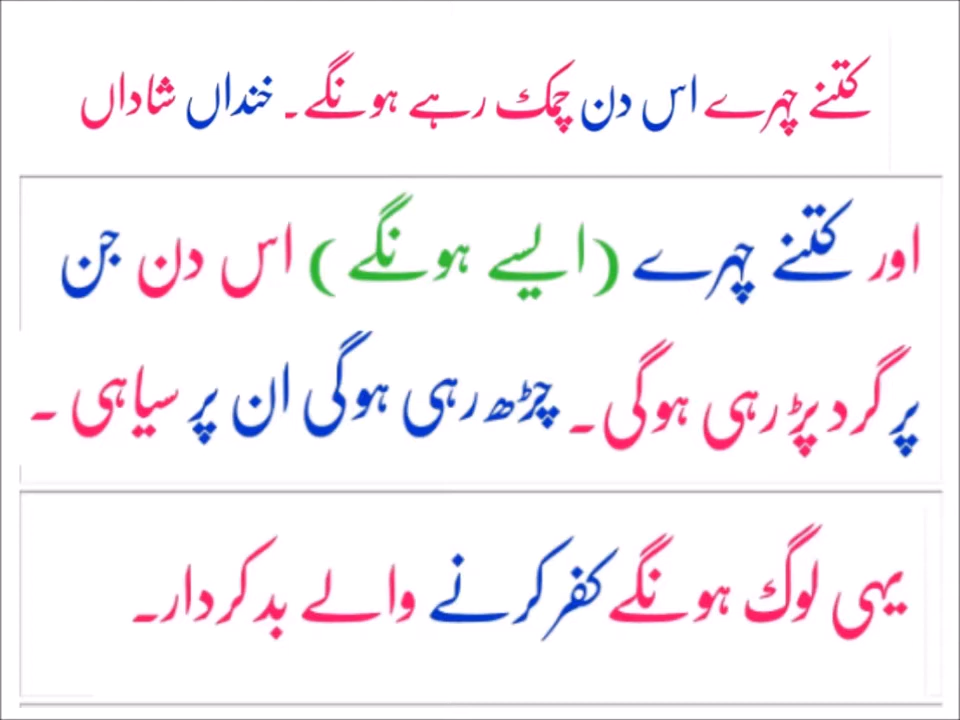 کتنے چہرے اس دن چمک رہے ہونگے۔ خنداں شاداں
اور کتنے چہرے (ایسے ہونگے) اس دن جن
پر گرد پڑ رہی ہوگی۔ چڑھ رہی ہوگی ان پر سیاہی ۔
یہی لوگ ہونگے کفر کرنے والے بدکردار۔